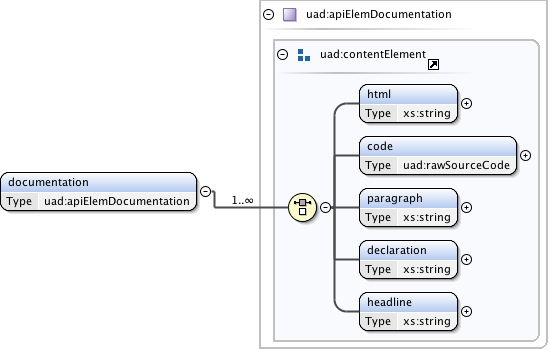 uad:apiElemDocumentation
uad:contentElement
html
Type xs:string
code
Type uad:rawSourceCode
documentation
Type uad:apiElemDocumentation
1..∞
paragraph
Type xs:string
declaration
Type xs:string
headline
Type xs:string